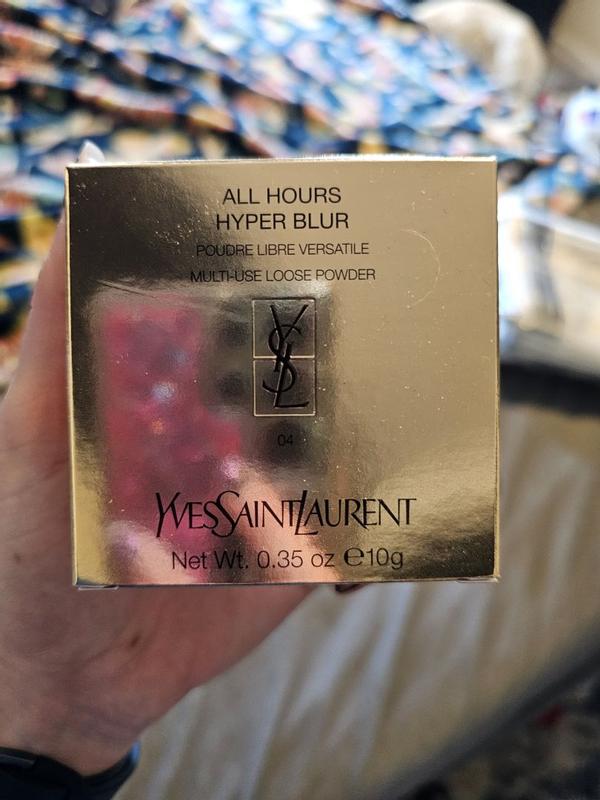 ALL HOURS
HYPER BLUR
POUDRE LIBRE VERSATILE
MULTI-USE LOOSE POWDER
YSL
04
YVESSAINTLAURENT
Net Wt. 0.35 oz ℮10g